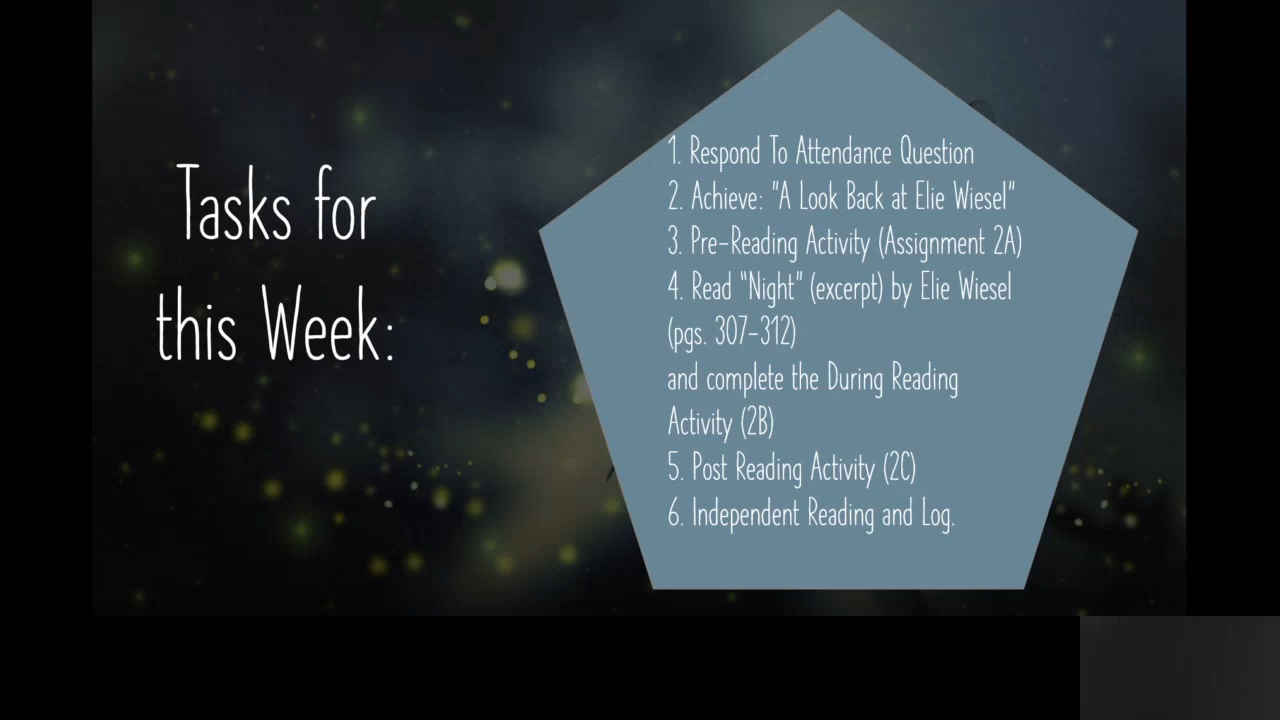 Tasks for
this Week:
1. Respond To Attendance Question
2. Achieve: "A Look Back at Elie Wiesel"
3. Pre-Reading Activity (Assignment 2A)
4. Read "Night" (excerpt) by Elie Wiesel
(pgs. 307-312)
and complete the During Reading
Activity (2B)
5. Post Reading Activity (2C)
6. Independent Reading and Log.